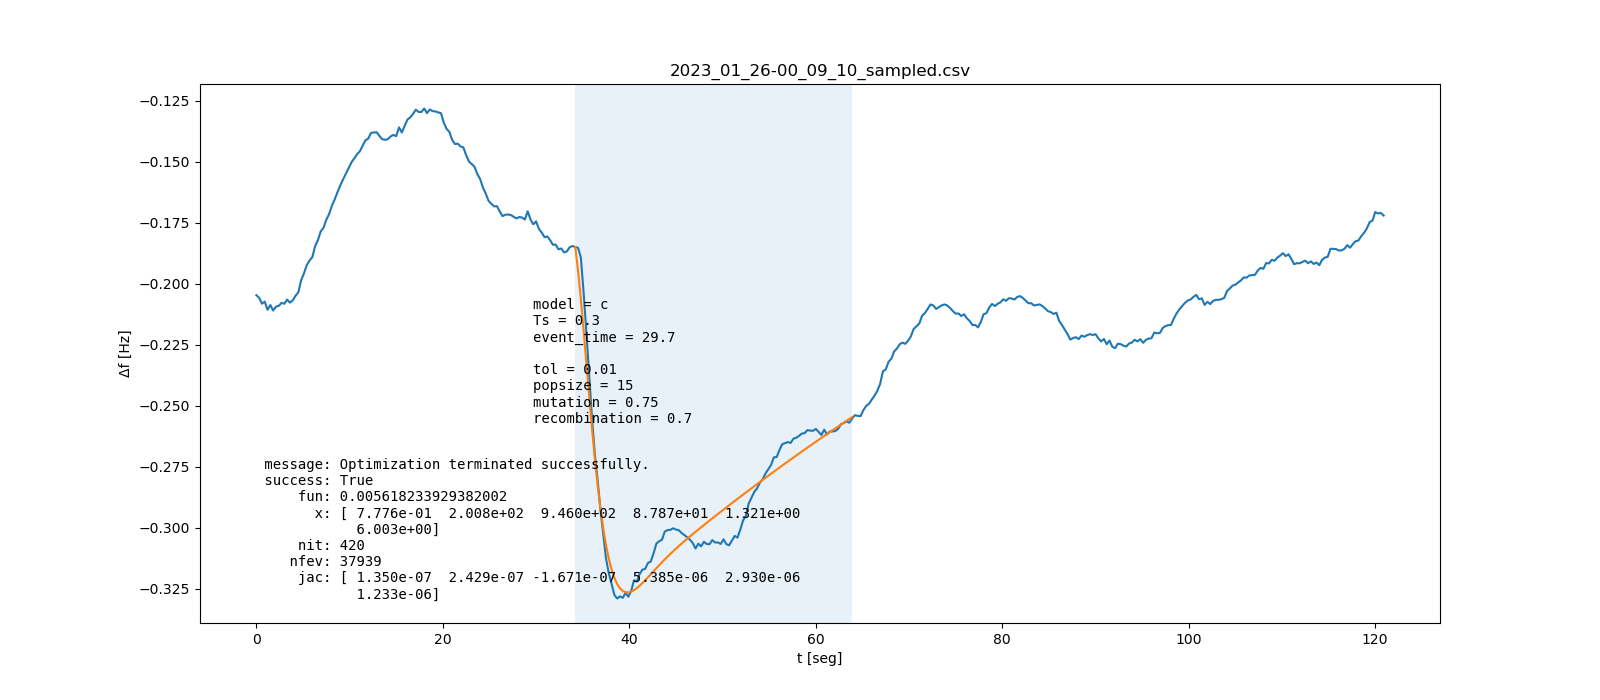 2023_01_26-00_09_10_sampled.csv
−0.125
−0.150
−0.175
−0.200
−0.225
−0.250
−0.275
−0.300
−0.325
Δf [Hz]
model = c
Ts = 0.3
event_time = 29.7
tol = 0.01
popsize = 15
mutation = 0.75
recombination = 0.7
message: Optimization terminated successfully.
success: True
fun: 0.005618233929382002
x: [ 7.776e-01 2.008e+02 9.460e+02 8.787e+01 1.321e+00
6.003e+00]
nit: 420
nfev: 37939
jac: [ 1.350e-07 2.429e-07 -1.671e-07 5.385e-06 2.930e-06
1.233e-06]
0 20 40 60 80 100 120
t [seg]